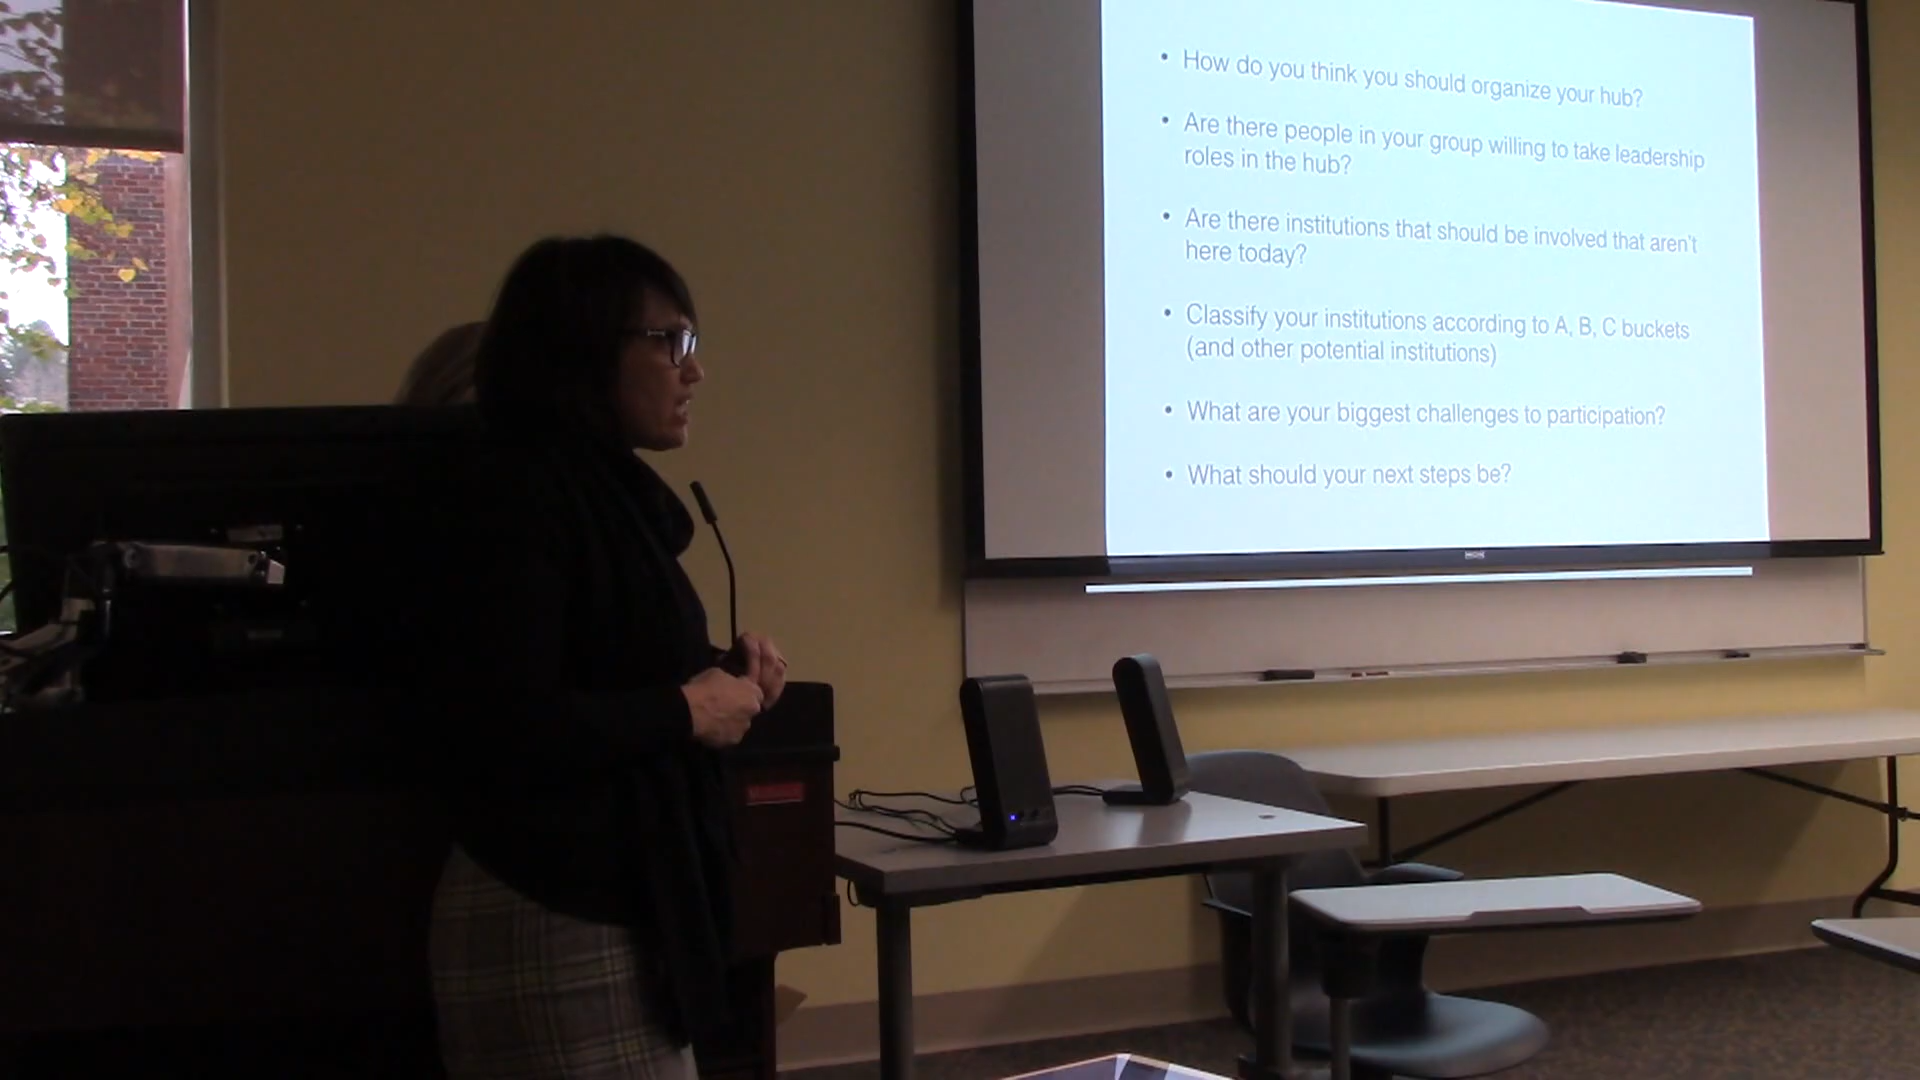 • How do you think you should organize your hub?
• Are there people in your group willing to take leadership
roles in the hub?
• Are there institutions that should be involved that aren't
here today?
• Classify your institutions according to A, B, C buckets
(and other potential institutions)
• What are your biggest challenges to participation?
• What should your next steps be?